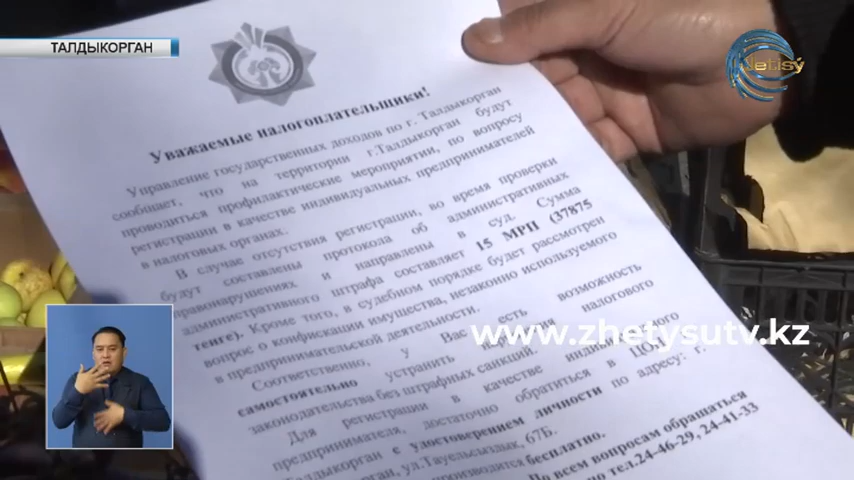 ТАЛДЫКОРГАН
Jetisý
Уважаемые налогоплательщики!
Управление государственных доходов по г. Талдыкорган
сообщает, что на территории г.Талдыкорган будут
проводиться профилактические мероприятии, по вопросу
регистрации в качестве индивидуальных предпринимателей
в налоговых органах.
В случае отсутствия регистрации, во время проверки
будут составлены протокола об административных
правонарушениях и направлены в суд. Сумма
административного штрафа составляет 15 МРП (37875
тенге). Кроме того, в судебном порядке будет рассмотрен
вопрос о конфискации имущества, незаконно используемого
в предпринимательской деятельности.
Соответственно, у Вас есть возможность
самостоятельно устранить налогового
законодательства без штрафных санкций.
Для регистрации в качестве индивидуального
предпринимателя, достаточно обратиться в ЦОН г.
Талдыкорган с удостоверением личности по адресу: г.
ул.Тауелсыздык, 67Б.
производится бесплатно.
По всем вопросам обращаться
по тел.24-46-29, 24-41-33
www.zhetysutv.kz